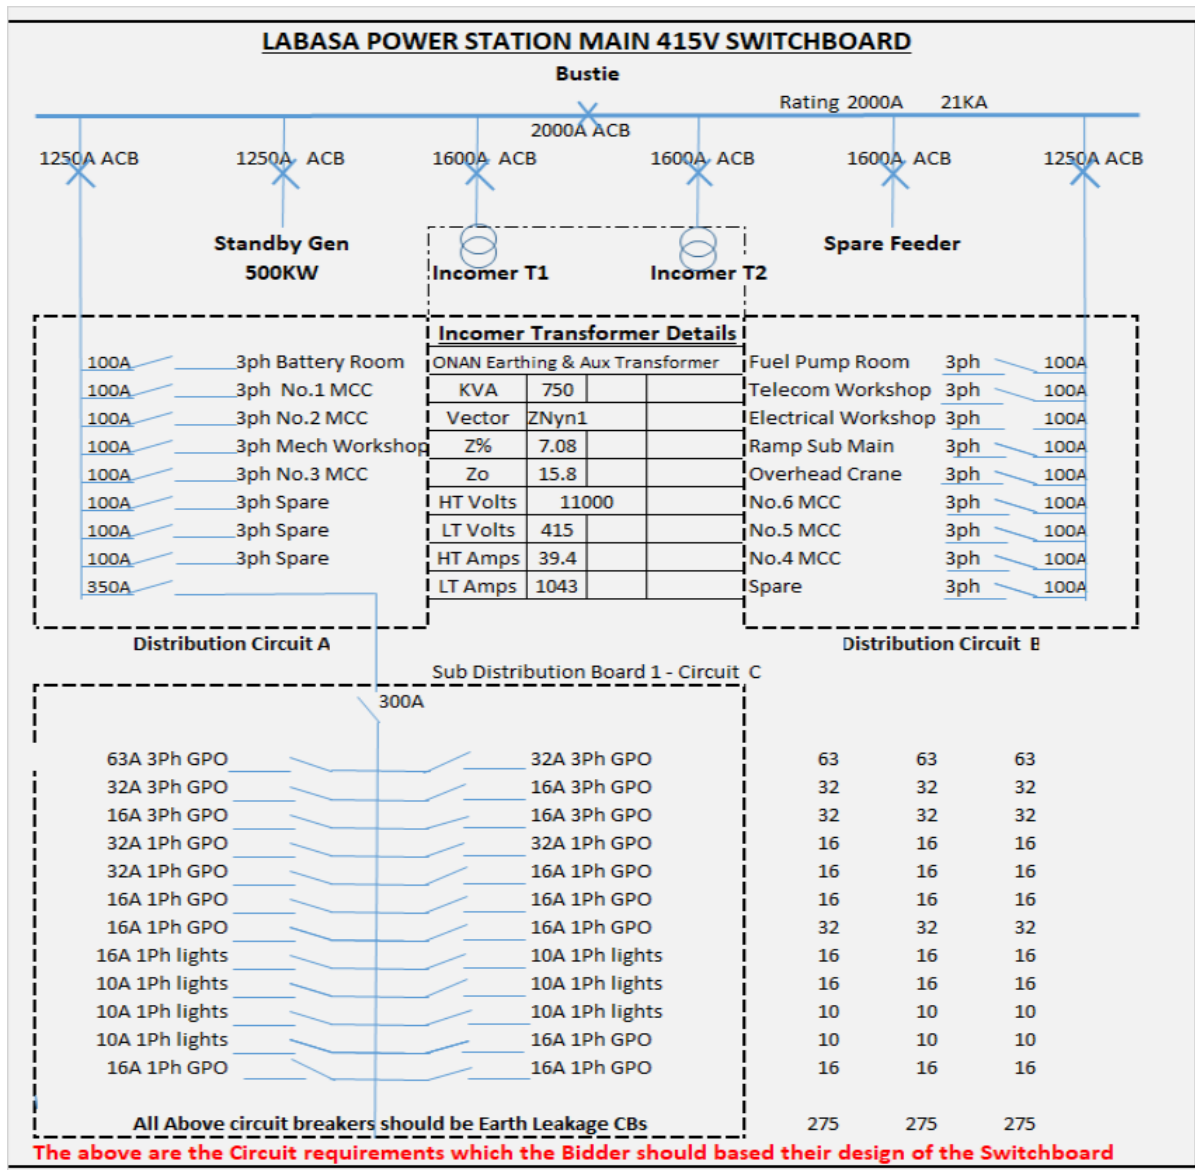 LABASA POWER STATION MAIN 415V SWITCHBOARD
Bustie
Rating 2000A 21KA
2000A ACB
1250A ACB 1250A ACB 1600A ACB 1600A ACB 1600A ACB 1250A ACB
Standby Gen 500KW
Incomer T1 Incomer T2
Spare Feeder
Incomer Transformer Details
ONAN Earthing & Aux Transformer
KVA 750
Vector ZNyn1
Z% 7.08
Zo 15.8
HT Volts 11000
LT Volts 415
HT Amps 39.4
LT Amps 1043
100A 3ph Battery Room
100A 3ph No.1 MCC
100A 3ph No.2 MCC
100A 3ph Mech Workshop
100A 3ph No.3 MCC
100A 3ph Spare
100A 3ph Spare
100A 3ph Spare
350A
Distribution Circuit A
Fuel Pump Room 3ph 100A
Telecom Workshop 3ph 100A
Electrical Workshop 3ph 100A
Ramp Sub Main 3ph 100A
Overhead Crane 3ph 100A
No.6 MCC 3ph 100A
No.5 MCC 3ph 100A
No.4 MCC 3ph 100A
Spare 3ph 100A
Distribution Circuit B
Sub Distribution Board 1 - Circuit C
300A
63A 3Ph GPO 32A 3Ph GPO 63 63 63
32A 3Ph GPO 16A 3Ph GPO 32 32 32
16A 3Ph GPO 16A 3Ph GPO 32 32 32
32A 1Ph GPO 32A 1Ph GPO 16 16 16
32A 1Ph GPO 16A 1Ph GPO 16 16 16
16A 1Ph GPO 16A 1Ph GPO 16 16 16
16A 1Ph GPO 16A 1Ph GPO 32 32 32
16A 1Ph lights 10A 1Ph lights 16 16 16
10A 1Ph lights 10A 1Ph lights 16 16 16
10A 1Ph lights 10A 1Ph lights 10 10 10
10A 1Ph lights 16A 1Ph GPO 10 10 10
16A 1Ph GPO 16A 1Ph GPO 16 16 16
All Above circuit breakers should be Earth Leakage CBs 275 275 275
The above are the Circuit requirements which the Bidder should based their design of the Switchboard